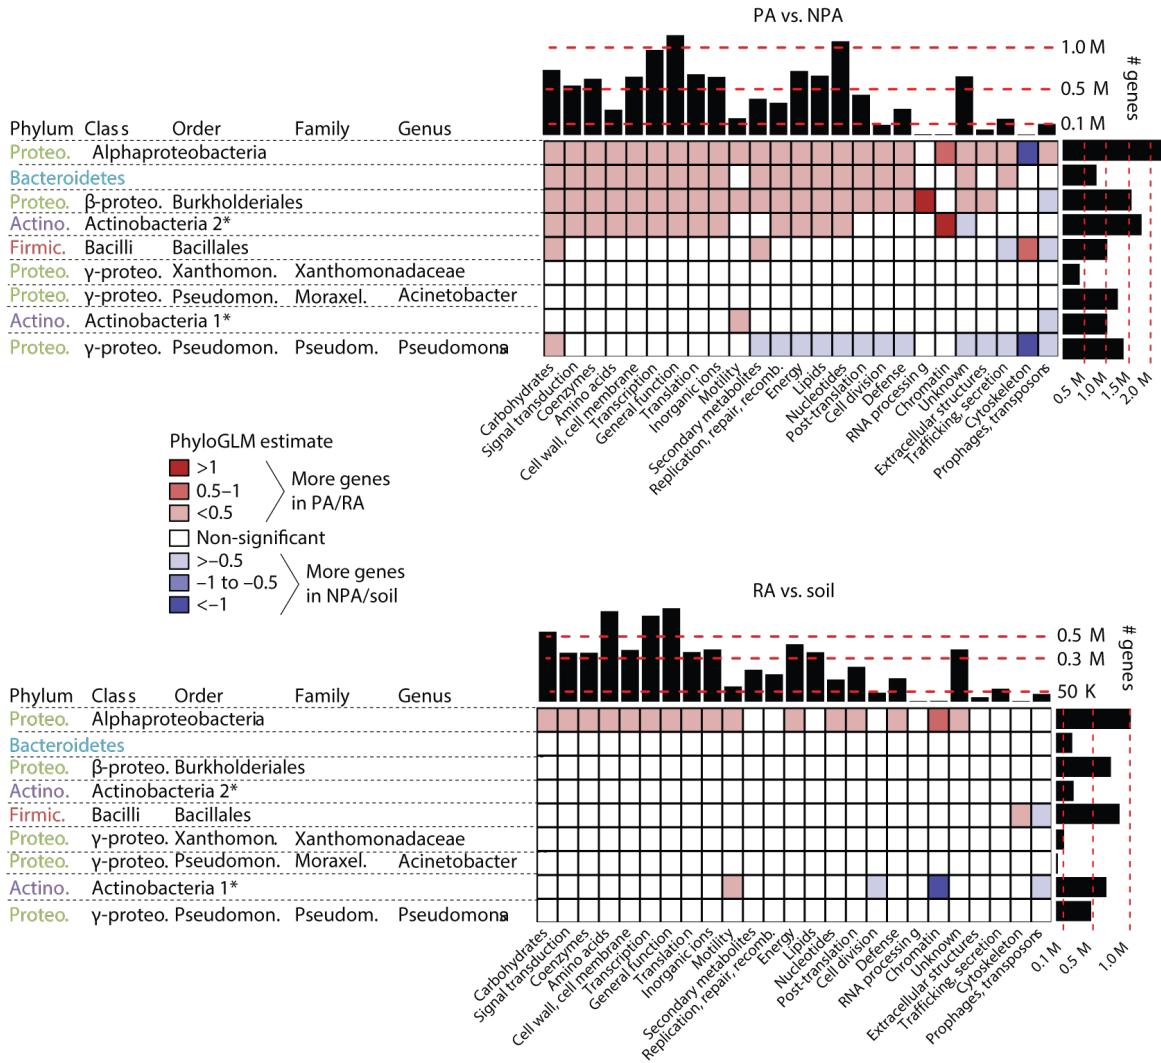 PA vs. NPA
1.0 M
0.5 M
0.1 M
# genes
Phylum Class Order Family Genus
Proteo. Alphaproteobacteria
Bacteroidetes
Proteo. β-proteo. Burkholderiales
Actino. Actinobacteria 2*
Firmic. Bacilli Bacillales
Proteo. γ-proteo. Xanthomon. Xanthomonadaceae
Proteo. γ-proteo. Pseudomon. Moraxel. Acinetobacter
Actino. Actinobacteria 1*
Proteo. γ-proteo. Pseudomon. Pseudom. Pseudomonas
0.5 M
1.0 M
1.5 M
2.0 M
Carbohydrates
Signal transduction
Coenzymes
Amino acids
Cell wall, cell membrane
Transcription
General function
Translation
Inorganic ions
Motility
Secondary metabolites
Replication, repair, recomb.
Energy
Lipids
Nucleotides
Post-translation
Cell division
Defense
RNA processing
Chromatin
Unknown
Extracellular structures
Trafficking, secretion
Cytoskeleton
Prophages, transposons
PhyloGLM estimate
>1
0.5–1
<0.5
More genes
in PA/RA
Non-significant
>–0.5
–1 to –0.5
<–1
More genes
in NPA/soil
RA vs. soil
0.5 M
0.3 M
50 K
# genes
Phylum Class Order Family Genus
Proteo. Alphaproteobacteria
Bacteroidetes
Proteo. β-proteo. Burkholderiales
Actino. Actinobacteria 2*
Firmic. Bacilli Bacillales
Proteo. γ-proteo. Xanthomon. Xanthomonadaceae
Proteo. γ-proteo. Pseudomon. Moraxel. Acinetobacter
Actino. Actinobacteria 1*
Proteo. γ-proteo. Pseudomon. Pseudom. Pseudomonas
0.1 M
0.5 M
1.0 M
Carbohydrates
Signal transduction
Coenzymes
Amino acids
Cell wall, cell membrane
Transcription
General function
Translation
Inorganic ions
Motility
Secondary metabolites
Replication, repair, recomb.
Energy
Lipids
Nucleotides
Post-translation
Cell division
Defense
RNA processing
Chromatin
Unknown
Extracellular structures
Trafficking, secretion
Cytoskeleton
Prophages, transposons